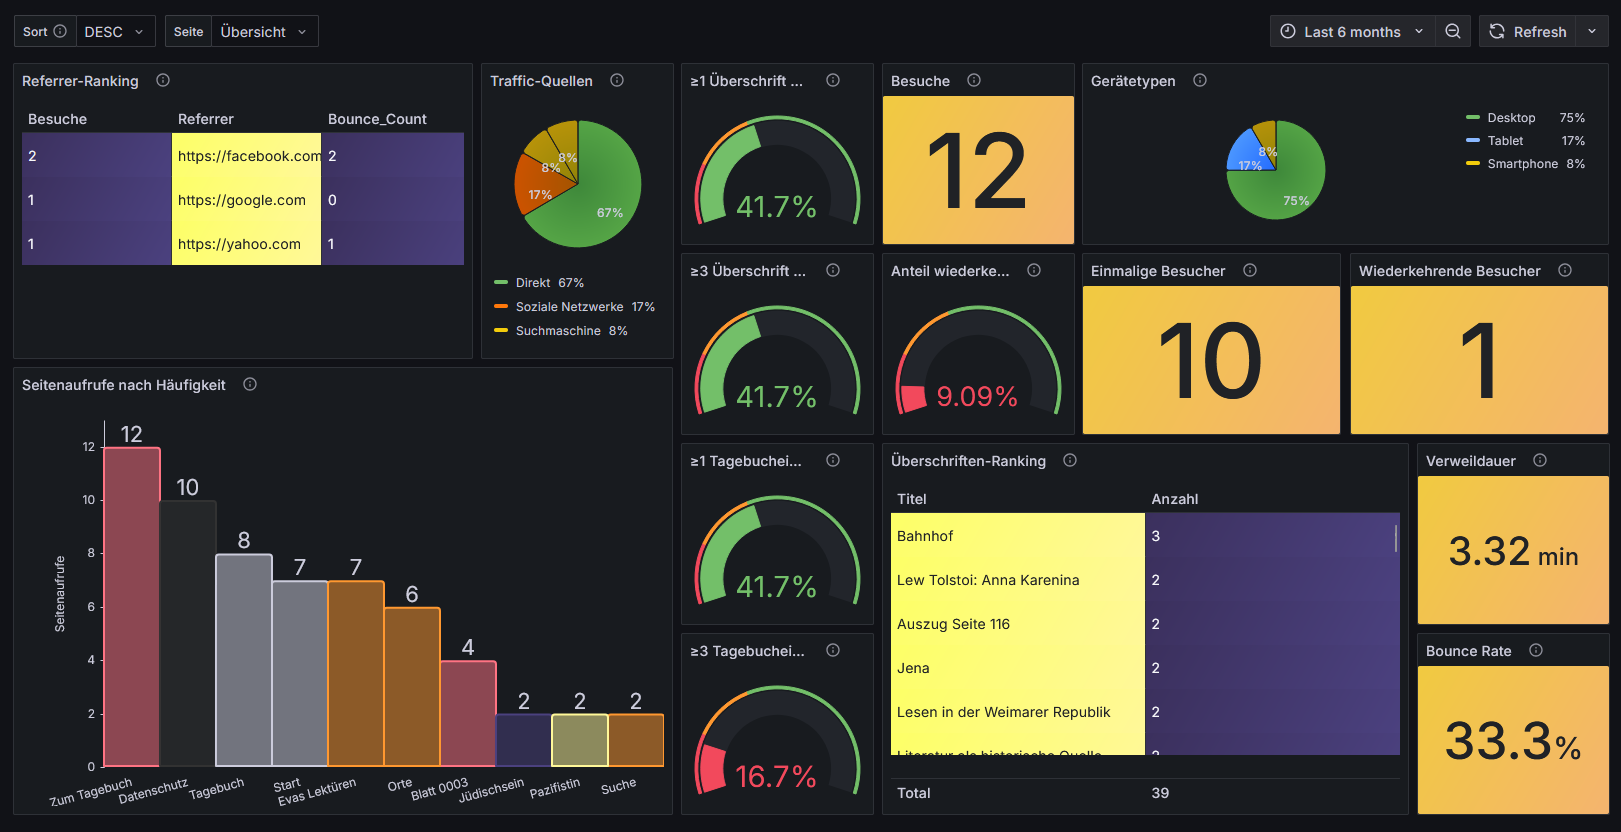 Sort DESC
Seite Übersicht
Last 6 months
Refresh
Referrer-Ranking
Besuche Referrer Bounce_Count
2 https://facebook.com 2
1 https://google.com 0
1 https://yahoo.com 1
Traffic-Quellen
8%
8%
17%
67%
Direkt 67%
Soziale Netzwerke 17%
Suchmaschine 8%
≥1 Überschrift ...
41.7%
Besuche
12
Gerätetypen
8%
17%
75%
Desktop 75%
Tablet 17%
Smartphone 8%
≥3 Überschrift ...
41.7%
Anteil wiederke...
9.09%
Einmalige Besucher
10
Wiederkehrende Besucher
1
Seitenaufrufe nach Häufigkeit
Seitenaufrufe
12
10
8
6
4
2
0
12
10
8
7
7
6
4
2
2
2
Zum Tagebuch
Datenschutz
Tagebuch
Start
Evas Lektüren
Orte
Blatt 0003
Jüdischsein
Pazifistin
Suche
≥1 Tagebuchei...
41.7%
≥3 Tagebuchei...
16.7%
Überschriften-Ranking
Titel Anzahl
Bahnhof 3
Lew Tolstoi: Anna Karenina 2
Auszug Seite 116 2
Jena 2
Lesen in der Weimarer Republik 2
Literatur als historische Quelle 2
Total 39
Verweildauer
3.32 min
Bounce Rate
33.3%